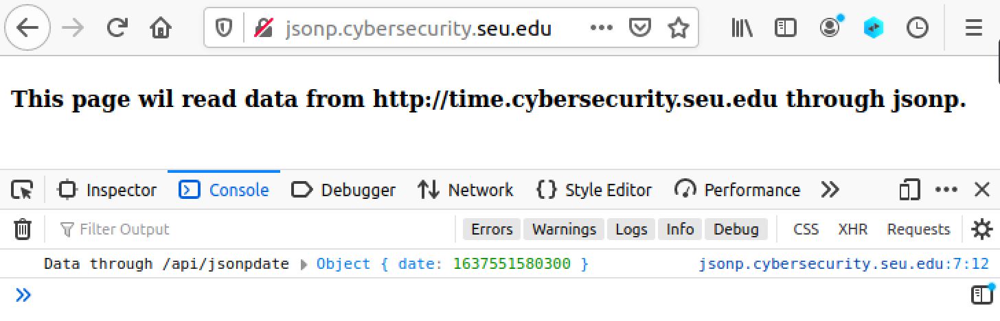 jsonp.cybersecurity.seu.edu
This page wil read data from http://time.cybersecurity.seu.edu through jsonp.
Inspector Console Debugger Network Style Editor Performance
Filter Output Errors Warnings Logs Info Debug CSS XHR Requests
Data through /api/jsonpdate Object { date: 1637551580300 } jsonp.cybersecurity.seu.edu:7:12